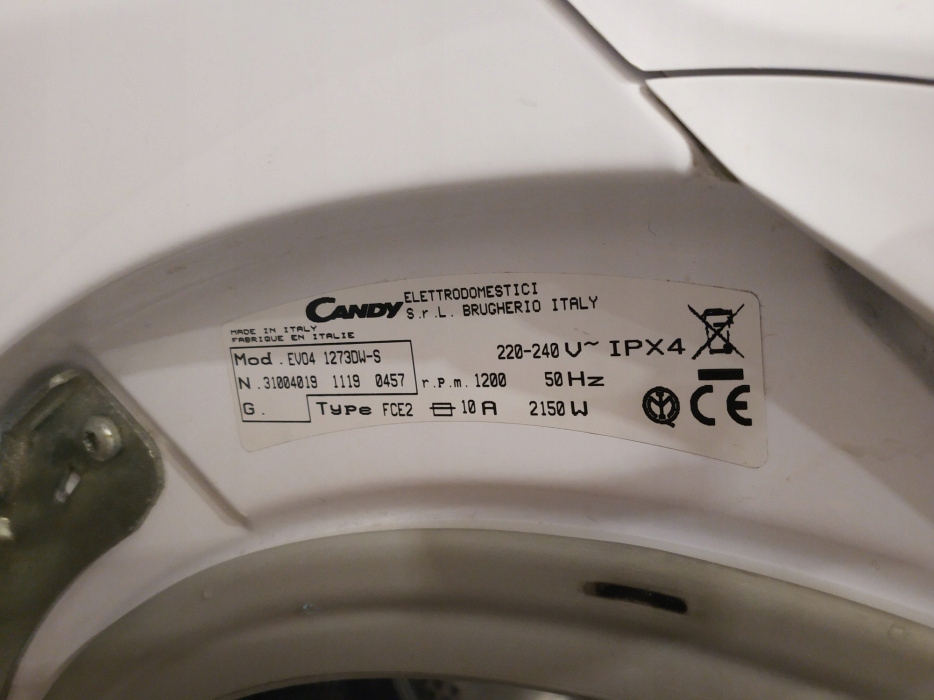 CANDY ELETTRODOMESTICI
S.r.L. BRUGHERIO ITALY
MADE IN ITALY
FABRIQUE EN ITALIE
Mod. EVO4 1273DW-S
220-240 V~ IPX4
N.31004019 1119 0457 r.p.m. 1200 50 Hz
G. Type FCE2 10 A 2150 W
CE